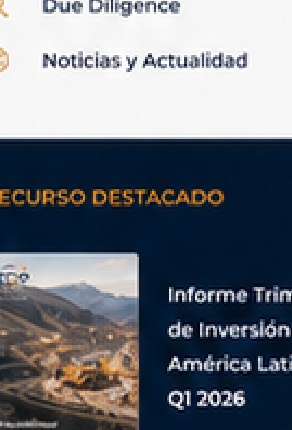 Due Diligence
Noticias y Actualidad
ECURSO DESTACADO
Informe Trim
de Inversión
América Lati
Q1 2026